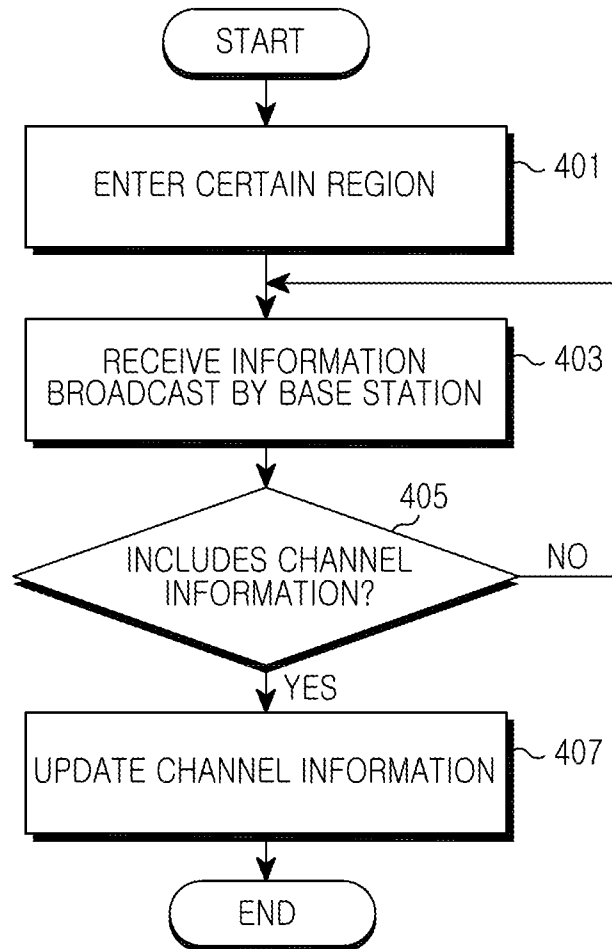 START
ENTER CERTAIN REGION
401
RECEIVE INFORMATION
BROADCAST BY BASE STATION
403
405
INCLUDES CHANNEL
INFORMATION?
NO
YES
UPDATE CHANNEL INFORMATION
407
END